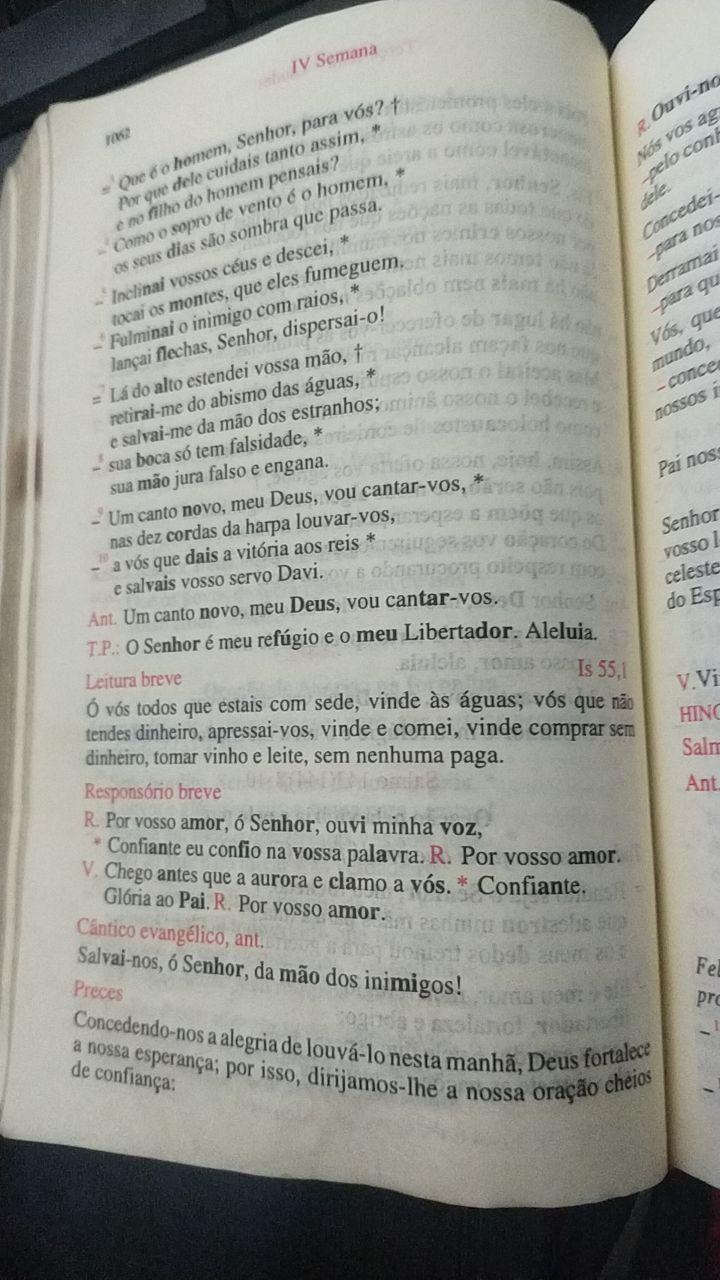 IV Semana
1062
=³ Que é o homem, Senhor, para vós? †
Por que dele cuidais tanto assim, *
e no filho do homem pensais?
–⁴ Como o sopro de vento é o homem, *
os seus dias são sombra que passa.
–⁵ Inclinai vossos céus e descei, *
tocai os montes, que eles fumeguem.
–⁶ Fulminai o inimigo com raios, *
lançai flechas, Senhor, dispersai-o!
=⁷ Lá do alto estendei vossa mão, †
retirai-me do abismo das águas, *
e salvai-me da mão dos estranhos;
–⁸ sua boca só tem falsidade, *
sua mão jura falso e engana.
–⁹ Um canto novo, meu Deus, vou cantar-vos, *
nas dez cordas da harpa louvar-vos,
–¹⁰ a vós que dais a vitória aos reis *
e salvais vosso servo Davi.
Ant. Um canto novo, meu Deus, vou cantar-vos.
T.P.: O Senhor é meu refúgio e o meu Libertador. Aleluia.
Leitura breve Is 55,1
Ó vós todos que estais com sede, vinde às águas; vós que não
tendes dinheiro, apressai-vos, vinde e comei, vinde comprar sem
dinheiro, tomar vinho e leite, sem nenhuma paga.
Responsório breve
R. Por vosso amor, ó Senhor, ouvi minha voz,
* Confiante eu confio na vossa palavra. R. Por vosso amor.
V. Chego antes que a aurora e clamo a vós. * Confiante.
Glória ao Pai. R. Por vosso amor.
Cântico evangélico, ant.
Salvai-nos, ó Senhor, da mão dos inimigos!
Preces
Concedendo-nos a alegria de louvá-lo nesta manhã, Deus fortalece
a nossa esperança; por isso, dirijamos-lhe a nossa oração cheios
de confiança:
R. Ouvi-no
Nós vos ag
–pelo conh
dele.
Concedei-
–para nos
Derramai
–para qu
Vós, que
mundo,
–conced
nossos i
Pai noss
Senhor
vosso l
celeste
do Esp
V. Vi
HINO
Salm
Ant.
Fel
pro